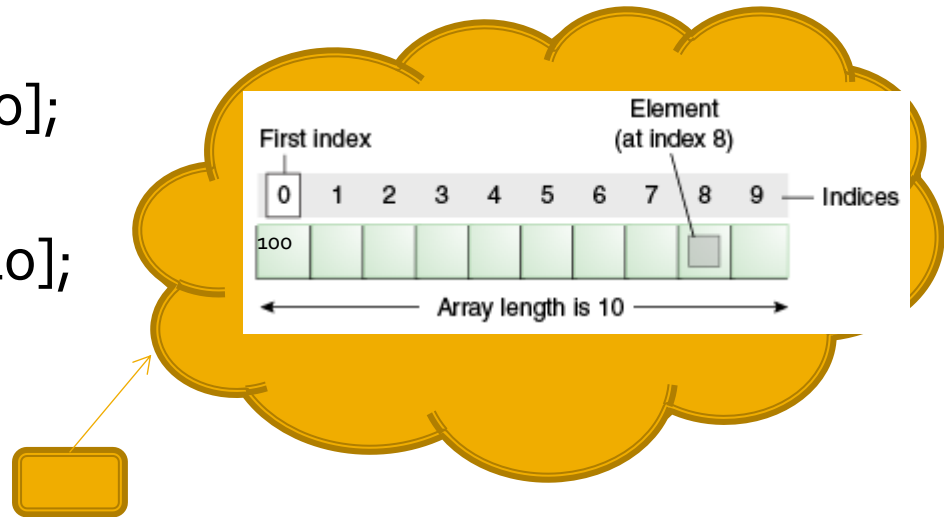 o];
First index
Element
(at index 8)
0 1 2 3 4 5 6 7 8 9
Indices
100
o];
Array length is 10